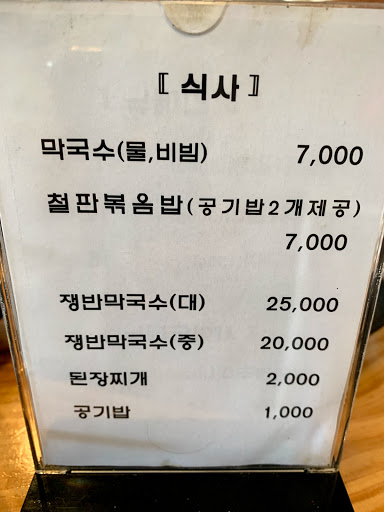 〖 식사 〗
막국수(물,비빔) 7,000
철판볶음밥(공기밥2개제공)
7,000
쟁반막국수(대) 25,000
쟁반막국수(중) 20,000
된장찌개 2,000
공기밥 1,000